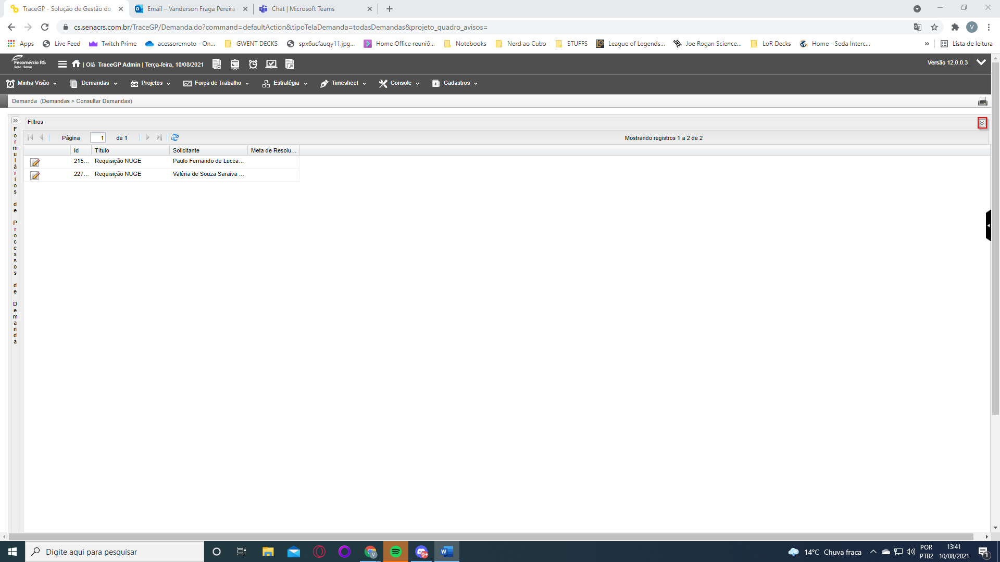 TraceGP - Solução de Gestão do
Email – Vanderson Fraga Pereira
Chat | Microsoft Teams
cs.senacrs.com.br/TraceGP/Demanda.do?command=defaultAction&tipoTelaDemanda=todasDemandas&projeto_quadro_avisos=
V
Apps
Live Feed
Twitch Prime
acessoremoto - On...
GWENT DECKS
spx6ucfauqy11.jpg...
Home Office reuniõ...
Notebooks
Nerd ao Cubo
STUFFS
League of Legends...
Joe Rogan Science...
LoR Decks
Home - Seda Interc...
»
Lista de leitura
Fecomércio RS
Sesc Senac
| Olá TraceGP Admin | Terça-feira, 10/08/2021
Versão 12.0.0.3
Minha Visão
Demandas
Projetos
Força de Trabalho
Estratégia
Timesheet
Console
Cadastros
Demanda (Demandas > Consultar Demandas)
Formulários de Processos de Demanda
Filtros
Página 1 de 1
Mostrando registros 1 a 2 de 2
Id Título Solicitante Meta de Resolu...
215... Requisição NUGE Paulo Fernando de Lucca...
227... Requisição NUGE Valéria de Souza Saraiva ...
Digite aqui para pesquisar
V
9+
W
14°C Chuva fraca
POR
PTB2
13:41
10/08/2021
1